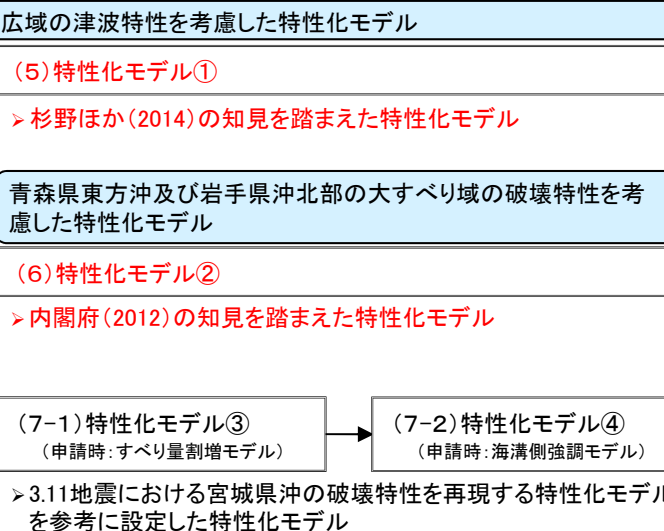 広域の津波特性を考慮した特性化モデル
(5)特性化モデル①
➢杉野ほか(2014)の知見を踏まえた特性化モデル
青森県東方沖及び岩手県沖北部の大すべり域の破壊特性を考
慮した特性化モデル
(6)特性化モデル②
➢内閣府(2012)の知見を踏まえた特性化モデル
(7-1)特性化モデル③
(申請時:すべり量割増モデル)
(7-2)特性化モデル④
(申請時:海溝側強調モデル)
➢3.11地震における宮城県沖の破壊特性を再現する特性化モデル
を参考に設定した特性化モデル